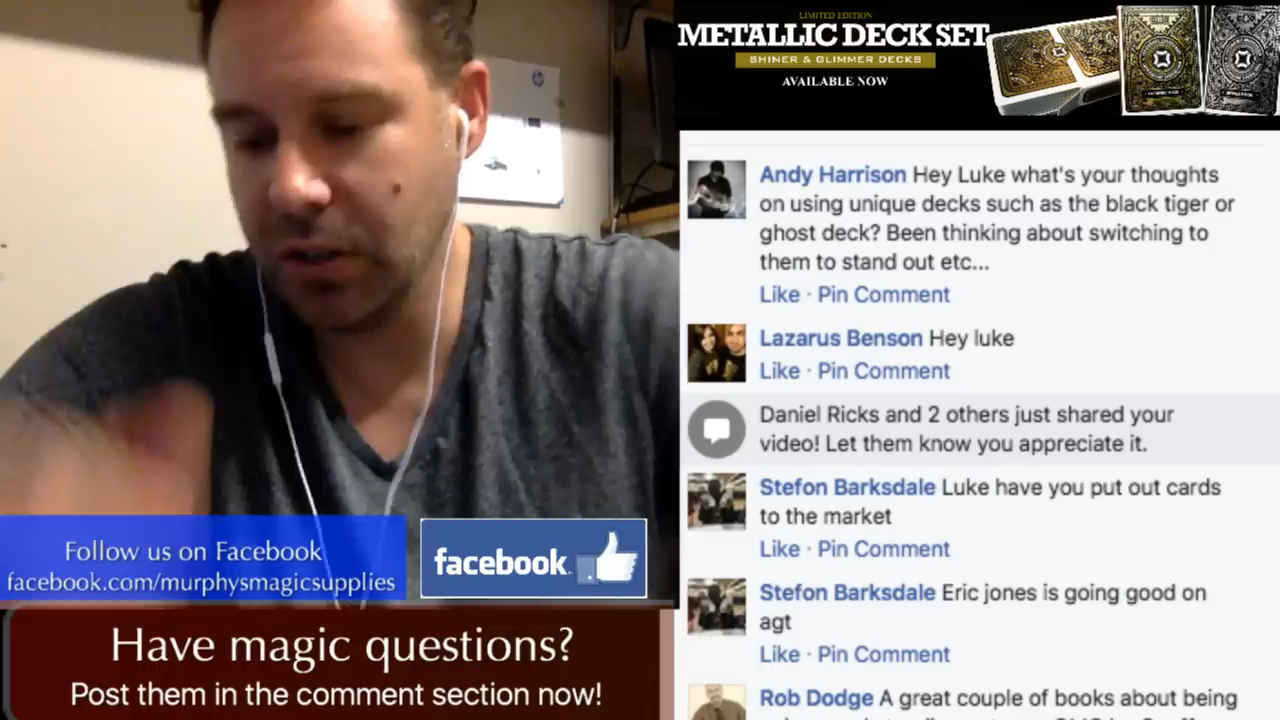 LIMITED EDITION
METALLIC DECK SET
SHINER & GLIMMER DECKS
AVAILABLE NOW
Andy Harrison Hey Luke what's your thoughts
on using unique decks such as the black tiger or
ghost deck? Been thinking about switching to
them to stand out etc...
Like · Pin Comment
Lazarus Benson Hey luke
Like · Pin Comment
Daniel Ricks and 2 others just shared your
video! Let them know you appreciate it.
Stefon Barksdale Luke have you put out cards
to the market
Like · Pin Comment
Stefon Barksdale Eric jones is going good on
agt
Like · Pin Comment
Rob Dodge A great couple of books about being
Follow us on Facebook
facebook.com/murphysmagicsupplies
facebook
Have magic questions?
Post them in the comment section now!
hp